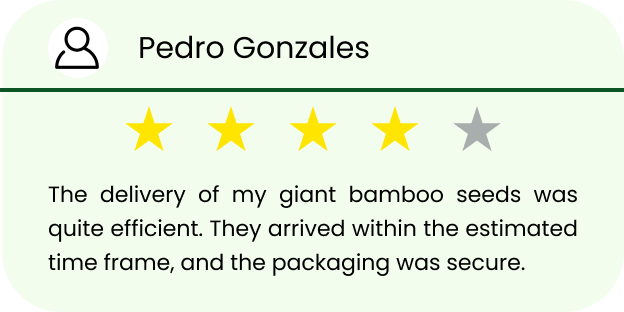 Pedro Gonzales
The delivery of my giant bamboo seeds was
quite efficient. They arrived within the estimated
time frame, and the packaging was secure.